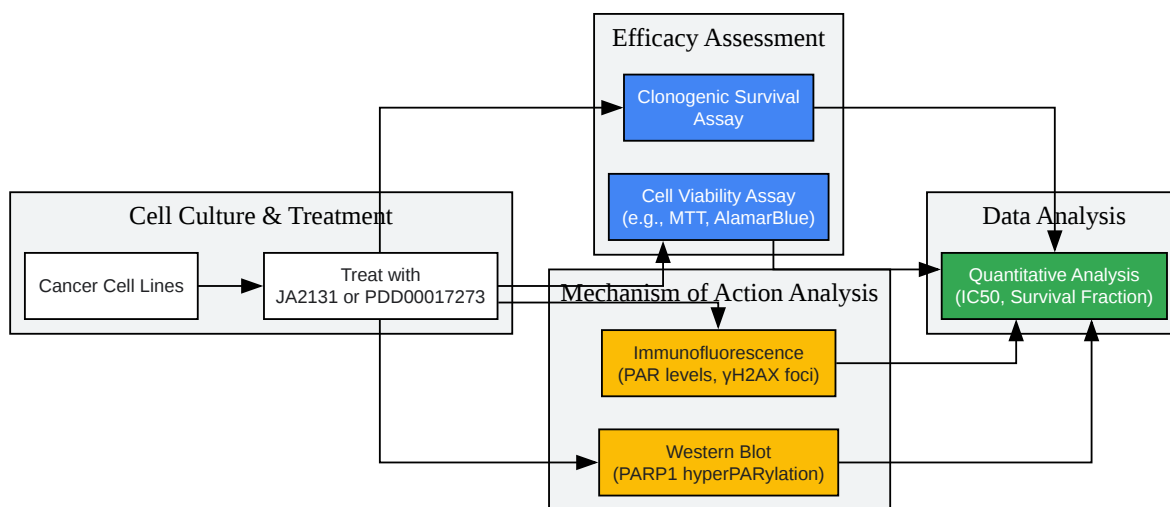 Efficacy Assessment
Clonogenic Survival
Assay
Cell Viability Assay
(e.g., MTT, AlamarBlue)
Cell Culture & Treatment
Cancer Cell Lines
Treat with
JA2131 or PDD00017273
Mechanism of Action Analysis
Immunofluorescence
(PAR levels, γH2AX foci)
Western Blot
(PARP1 hyperPARylation)
Data Analysis
Quantitative Analysis
(IC50, Survival Fraction)